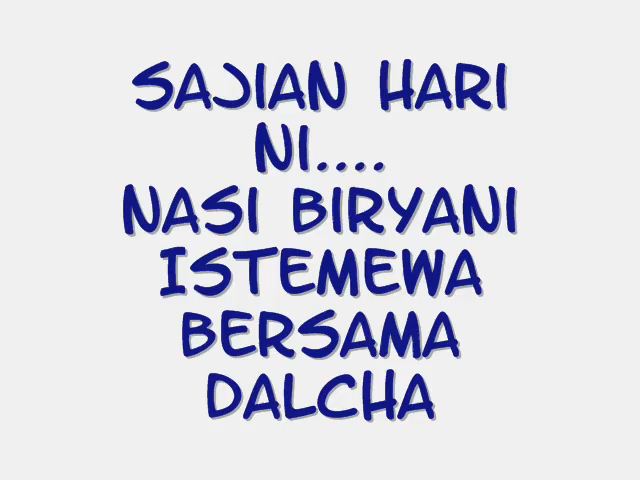 SAJIAN HARI
NI....
NASI BIRYANI
ISTEMEWA
BERSAMA
DALCHA